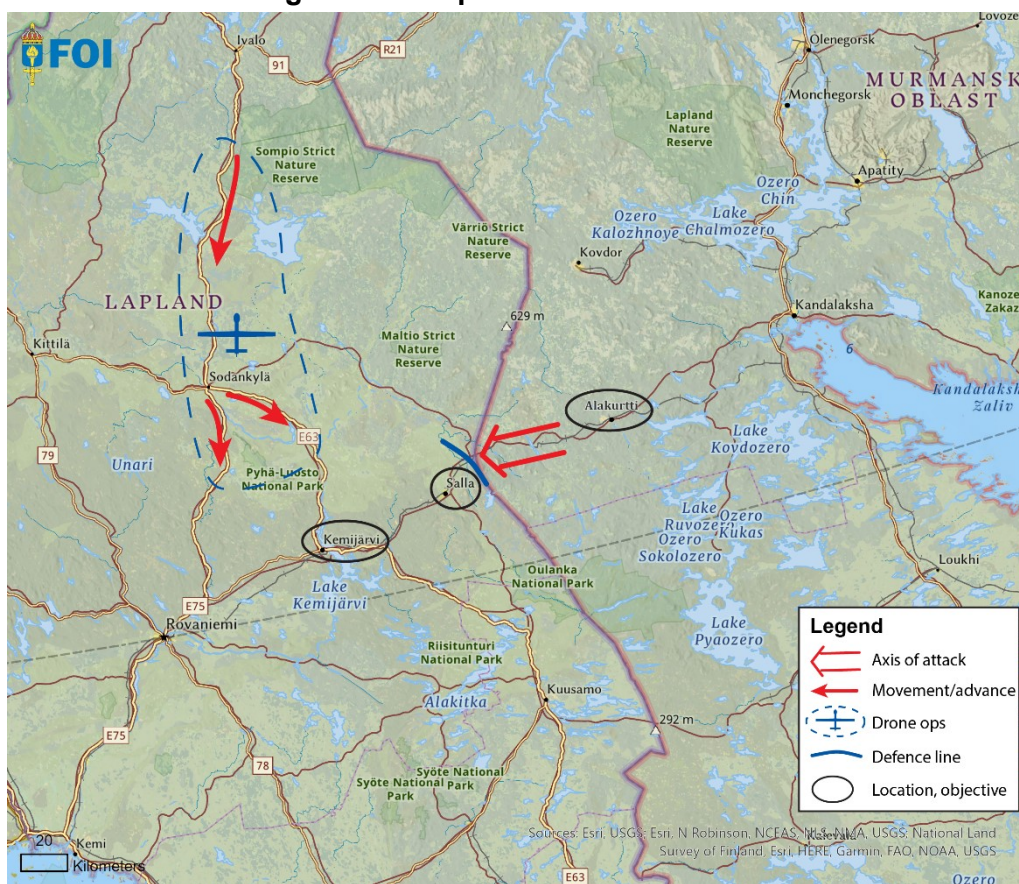 FOI
Ivalo
R21
91
Lovoze
Olenegorsk
MURMANSK
OBLAST
Monchegorsk
Lapland
Nature
Reserve
Sompio Strict
Nature
Reserve
Apatity
Ozero
Chin
Ozero
Kalozhnoye
Lake
Chalmozero
Värriö Strict
Nature
Reserve
Kovdor
LAPLAND
Kanoze
Zakaz
Kandalaksha
629 m
Maltio Strict
Nature
Reserve
Kittilä
6
Sodankylä
Kandalaksh
Zaliv
Alakurtti
E63
Lake
Kovdozero
79
Unari
Pyhä-Luosto
National Park
Salla
Lake
Ruvozero
Ozero
Kukas
Ozero
Sokolozero
Kemijärvi
Oulanka
National Park
Loukhi
Lake
Kemijärvi
E75
Rovaniemi
Lake
Pyaozero
Riisitunturi
National Park
Alakitka
Kuusamo
292 m
E75
78
Syöte National
Park
Syöte National
Park
Legend
Axis of attack
Movement/advance
Drone ops
Defence line
Location, objective
20
Kilometers
Kemi
Kalevala
E63
Ozero
Sources: Esri, USGS; Esri, N Robinson, NCEAS, NLS, NMA, USGS; National Land
Survey of Finland, Esri, HERE, Garmin, FAO, NOAA, USGS